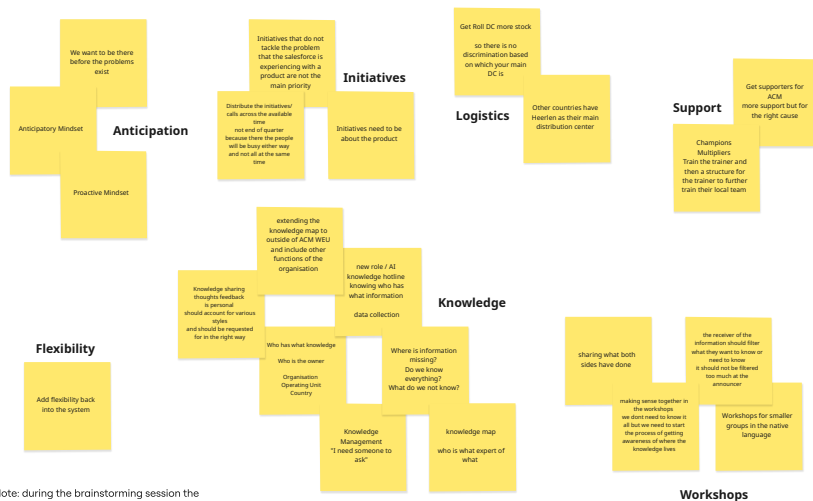 We want to be there
before the problems
exist
Anticipatory Mindset
Anticipation
Proactive Mindset
Initiatives that do not
tackle the problem
that the salesforce is
experiencing with a
product are not the
main priority
Initiatives
Distribute the initiatives/
calls across the available
time
not end of quarter
because there the people
will be busy either way
and not all at the same
time
Initiatives need to be
about the product
Get Roll DC more stock
so there is no
discrimination based
on which your main
DC is
Logistics
Other countries have
Heerlen as their main
distribution center
Get supporters for
ACM
more support but for
the right cause
Support
Champions
Multipliers
Train the trainer and
then a structure for
the trainer to further
train their local team
extending the
knowledge map to
outside of ACM WEU
and include other
functions of the
organisation
new role / AI
knowledge hotline
knowing who has
what information
data collection
Knowledge
Knowledge sharing
thoughts feedback
is personal
should account for various
styles
and should be requested
for in the right way
Who has what knowledge
Who is the owner
Organisation
Operating Unit
Country
Where is information
missing?
Do we know
everything?
What do we not know?
Knowledge
Management
"I need someone to
ask"
knowledge map
who is what expert of
what
Flexibility
Add flexibility back
into the system
sharing what both
sides have done
the receiver of the
information should filter
what they want to know or
need to know
it should not be filtered
too much at the
announcer
making sense together in
the workshops
we dont need to know it
all but we need to start
the process of getting
awareness of where the
knowledge lives
Workshops for smaller
groups in the native
language
Workshops
Note: during the brainstorming session the